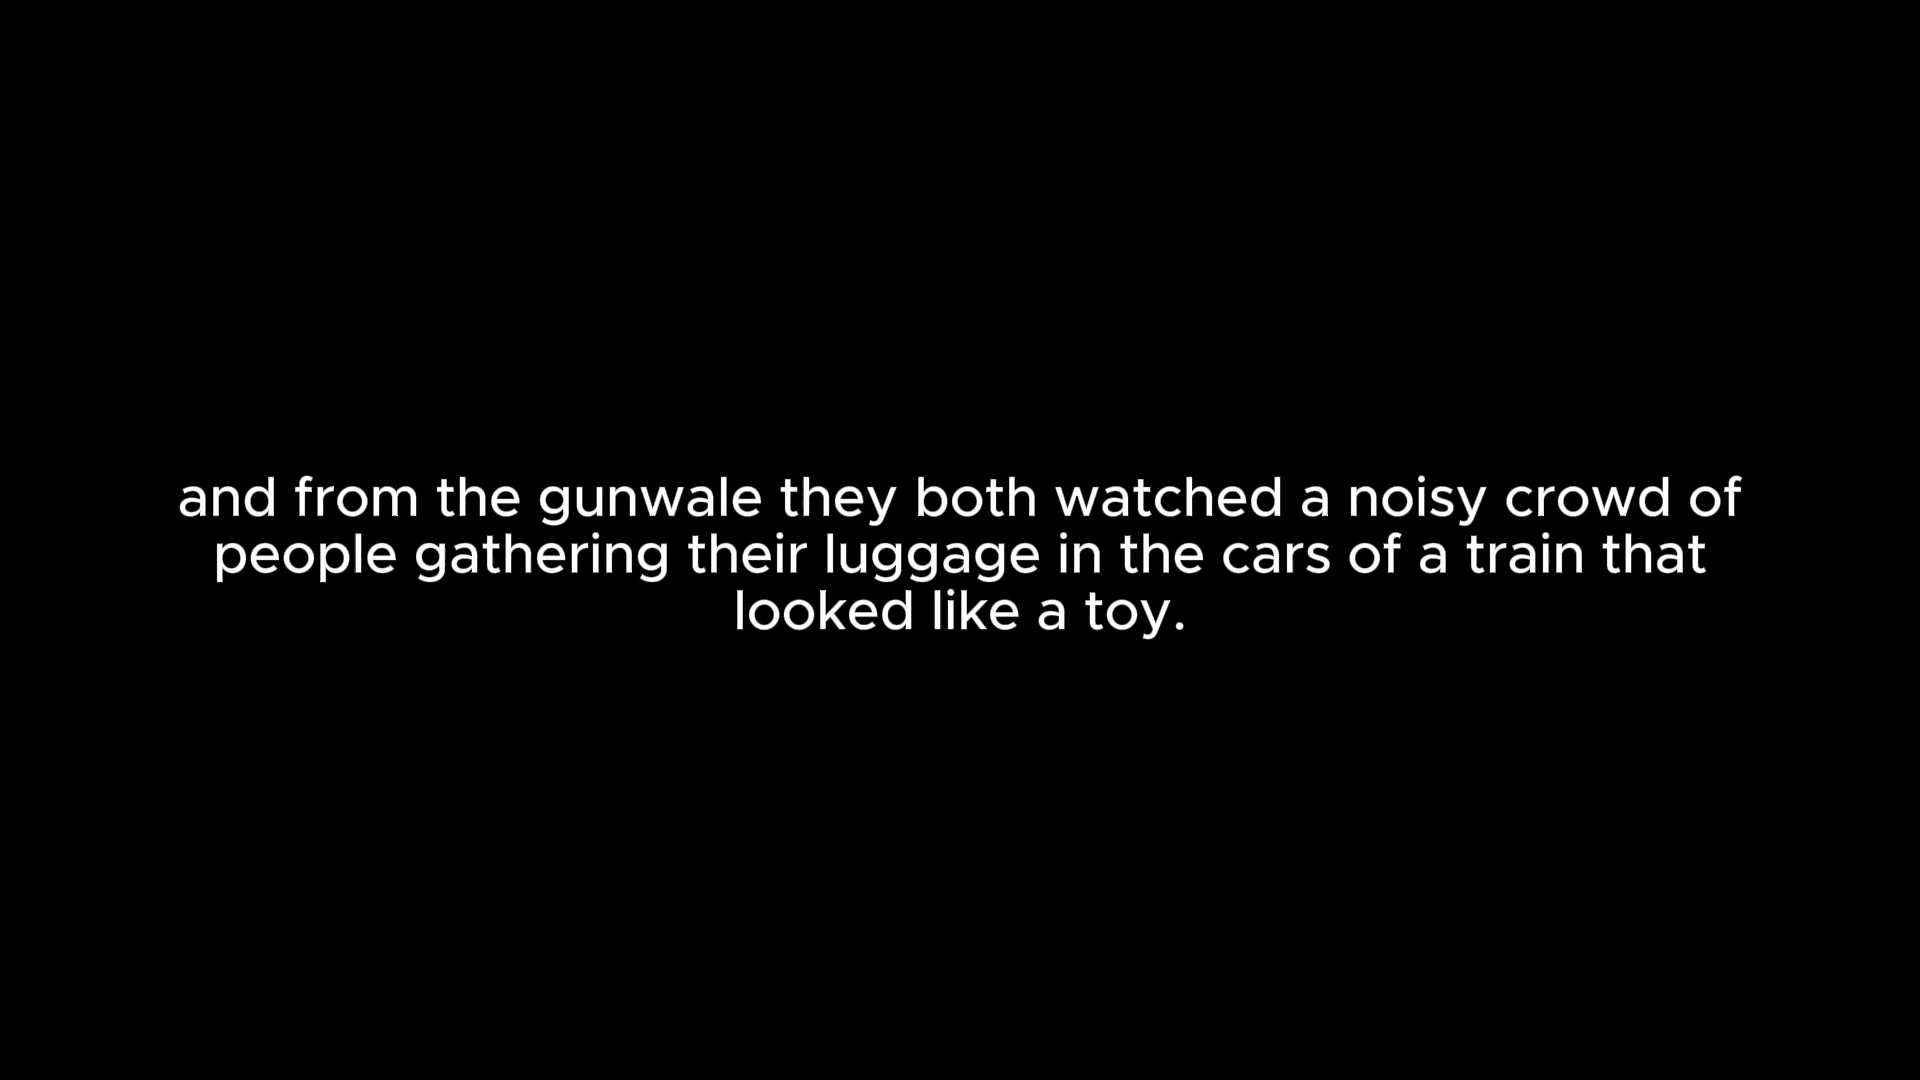 and from the gunwale they both watched a noisy crowd of
people gathering their luggage in the cars of a train that
looked like a toy.